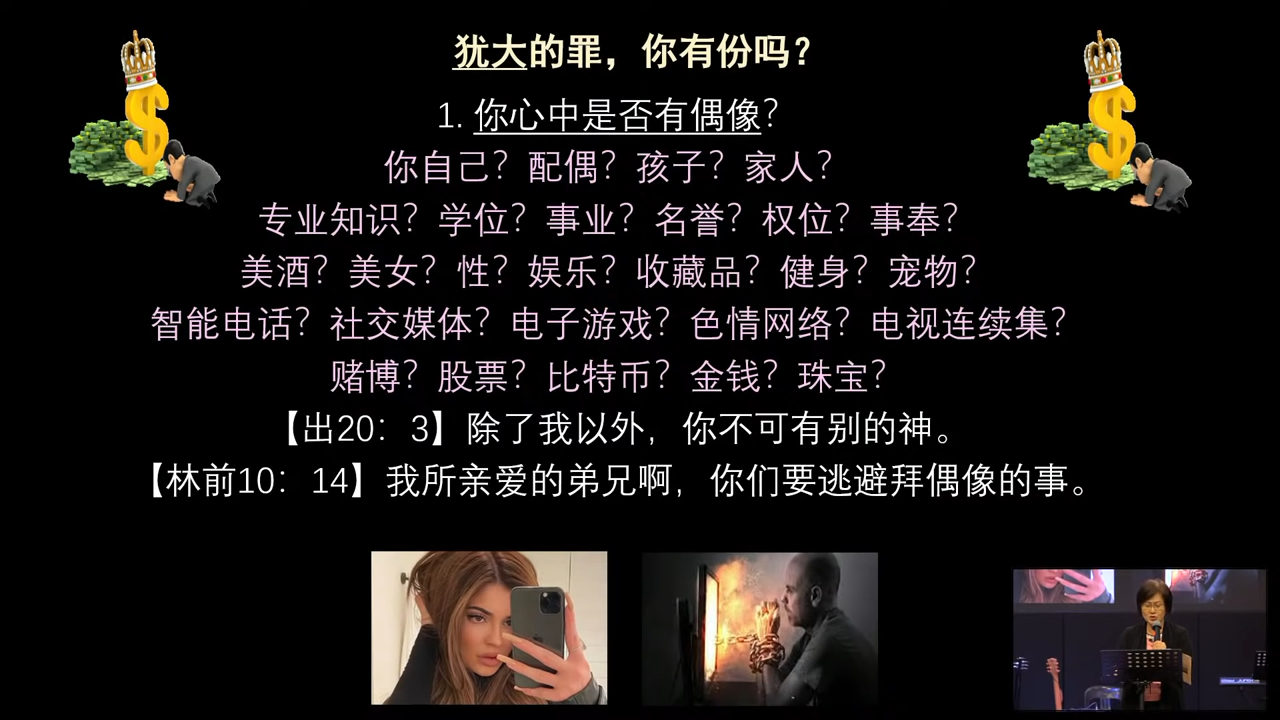 犹大的罪，你有份吗？
1. 你心中是否有偶像？
你自己？配偶？孩子？家人？
专业知识？学位？事业？名誉？权位？事奉？
美酒？美女？性？娱乐？收藏品？健身？宠物？
智能电话？社交媒体？电子游戏？色情网络？电视连续集？
赌博？股票？比特币？金钱？珠宝？
【出20：3】除了我以外，你不可有别的神。
【林前10：14】我所亲爱的弟兄啊，你们要逃避拜偶像的事。